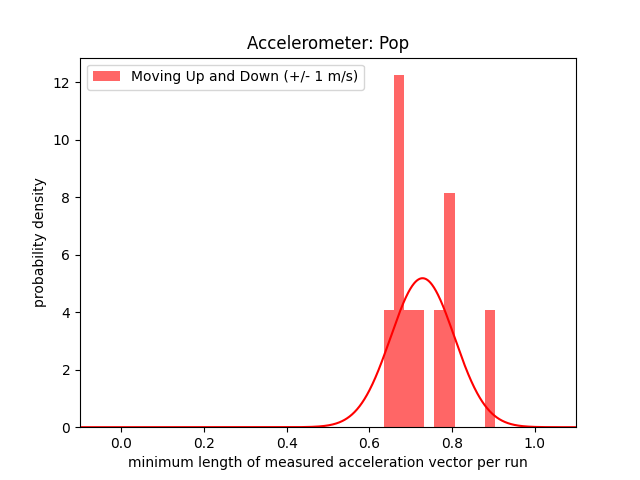 Accelerometer: Pop
Moving Up and Down (+/- 1 m/s)
probability density
12
10
8
6
4
2
0
0.0 0.2 0.4 0.6 0.8 1.0
minimum length of measured acceleration vector per run